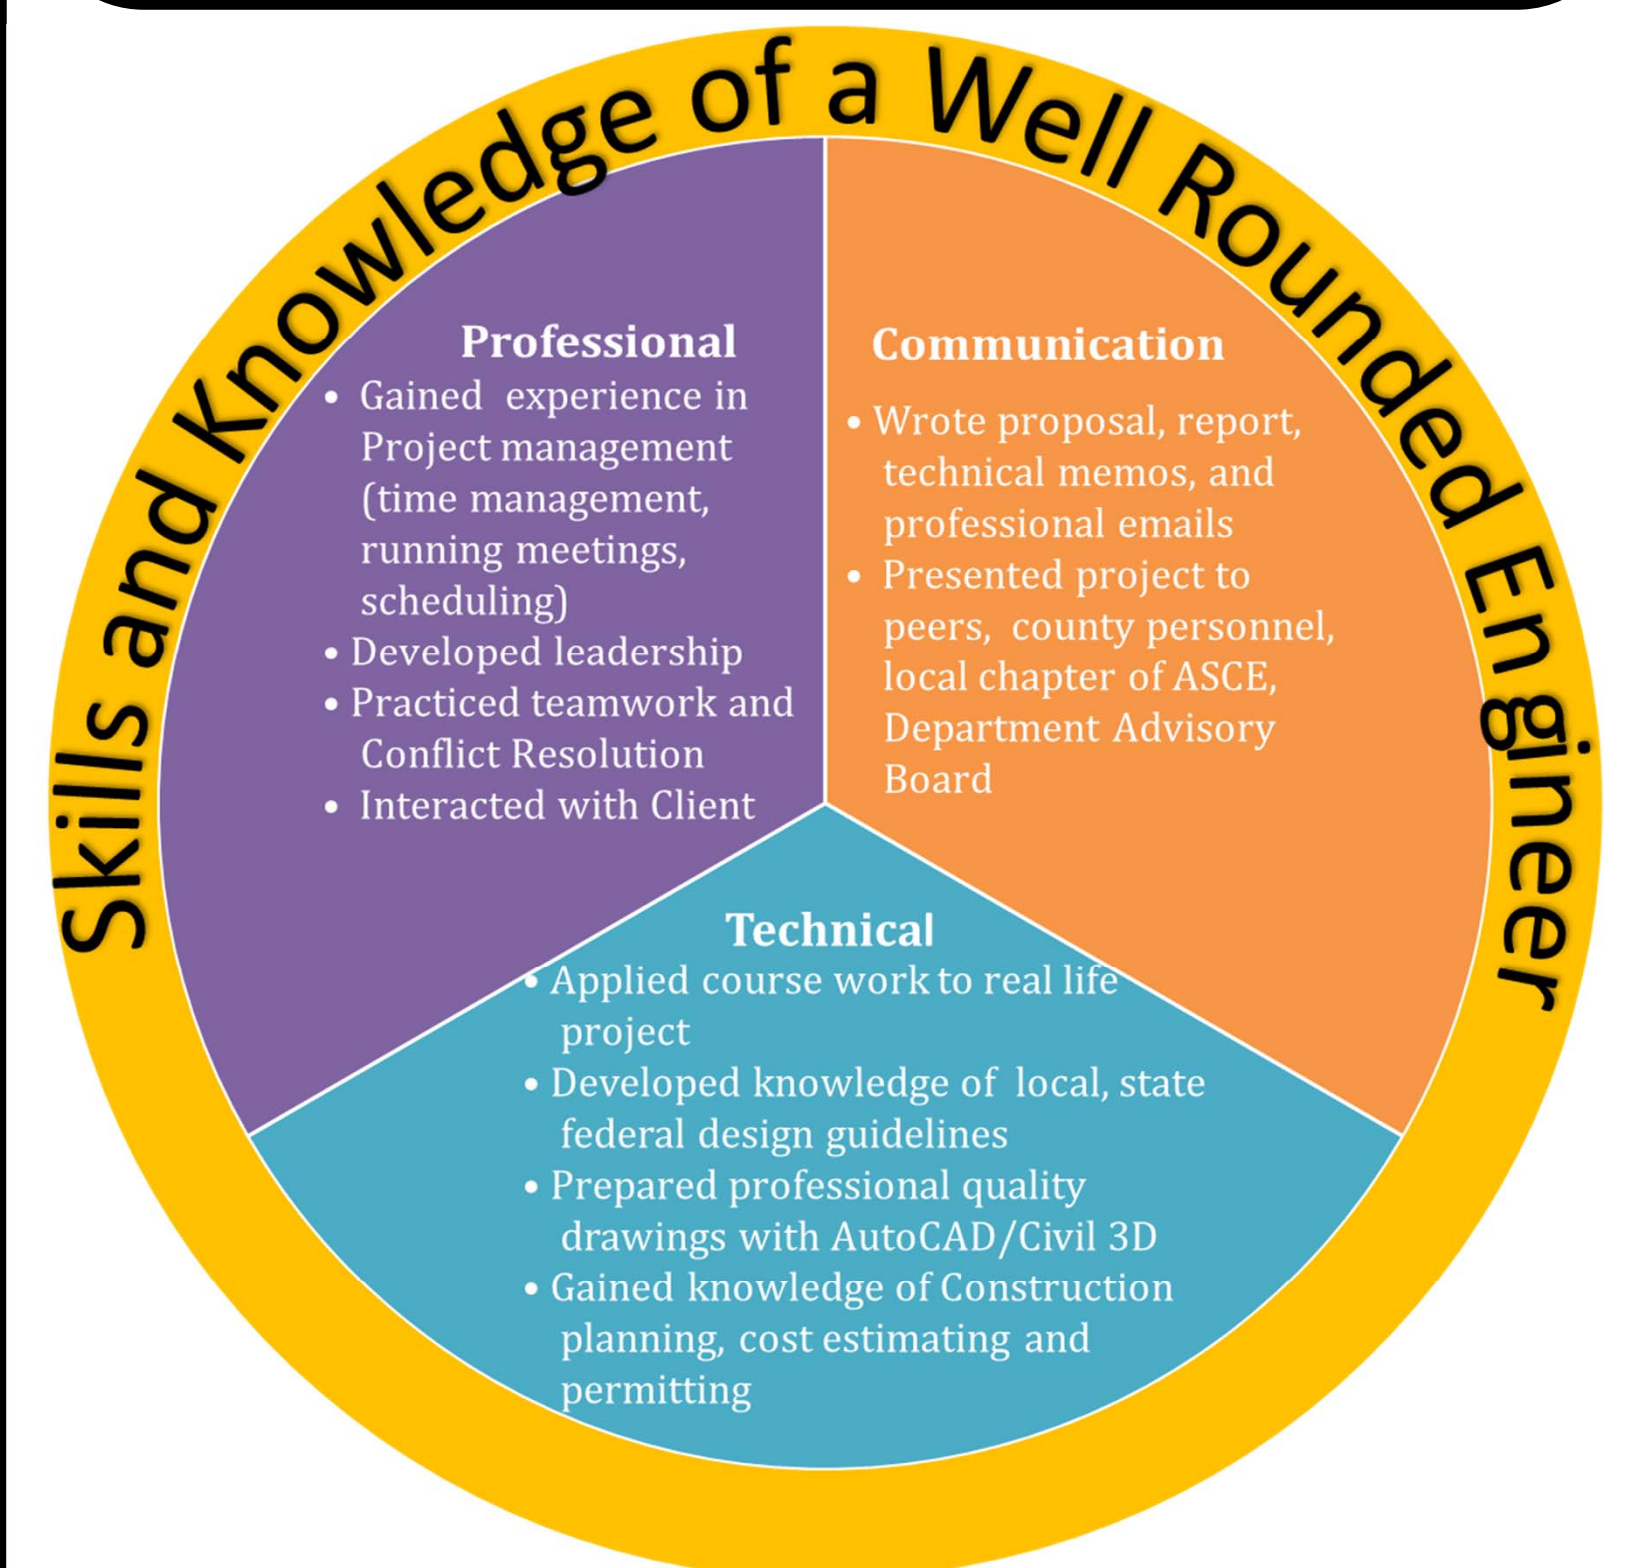 Skills and Knowledge of a Well Rounded Engineer
Professional
• Gained experience in
Project management
(time management,
running meetings,
scheduling)
• Developed leadership
• Practiced teamwork and
Conflict Resolution
• Interacted with Client
Communication
• Wrote proposal, report,
technical memos, and
professional emails
• Presented project to
peers, county personnel,
local chapter of ASCE,
Department Advisory
Board
Technical
• Applied course work to real life
project
• Developed knowledge of local, state
federal design guidelines
• Prepared professional quality
drawings with AutoCAD/Civil 3D
• Gained knowledge of Construction
planning, cost estimating and
permitting